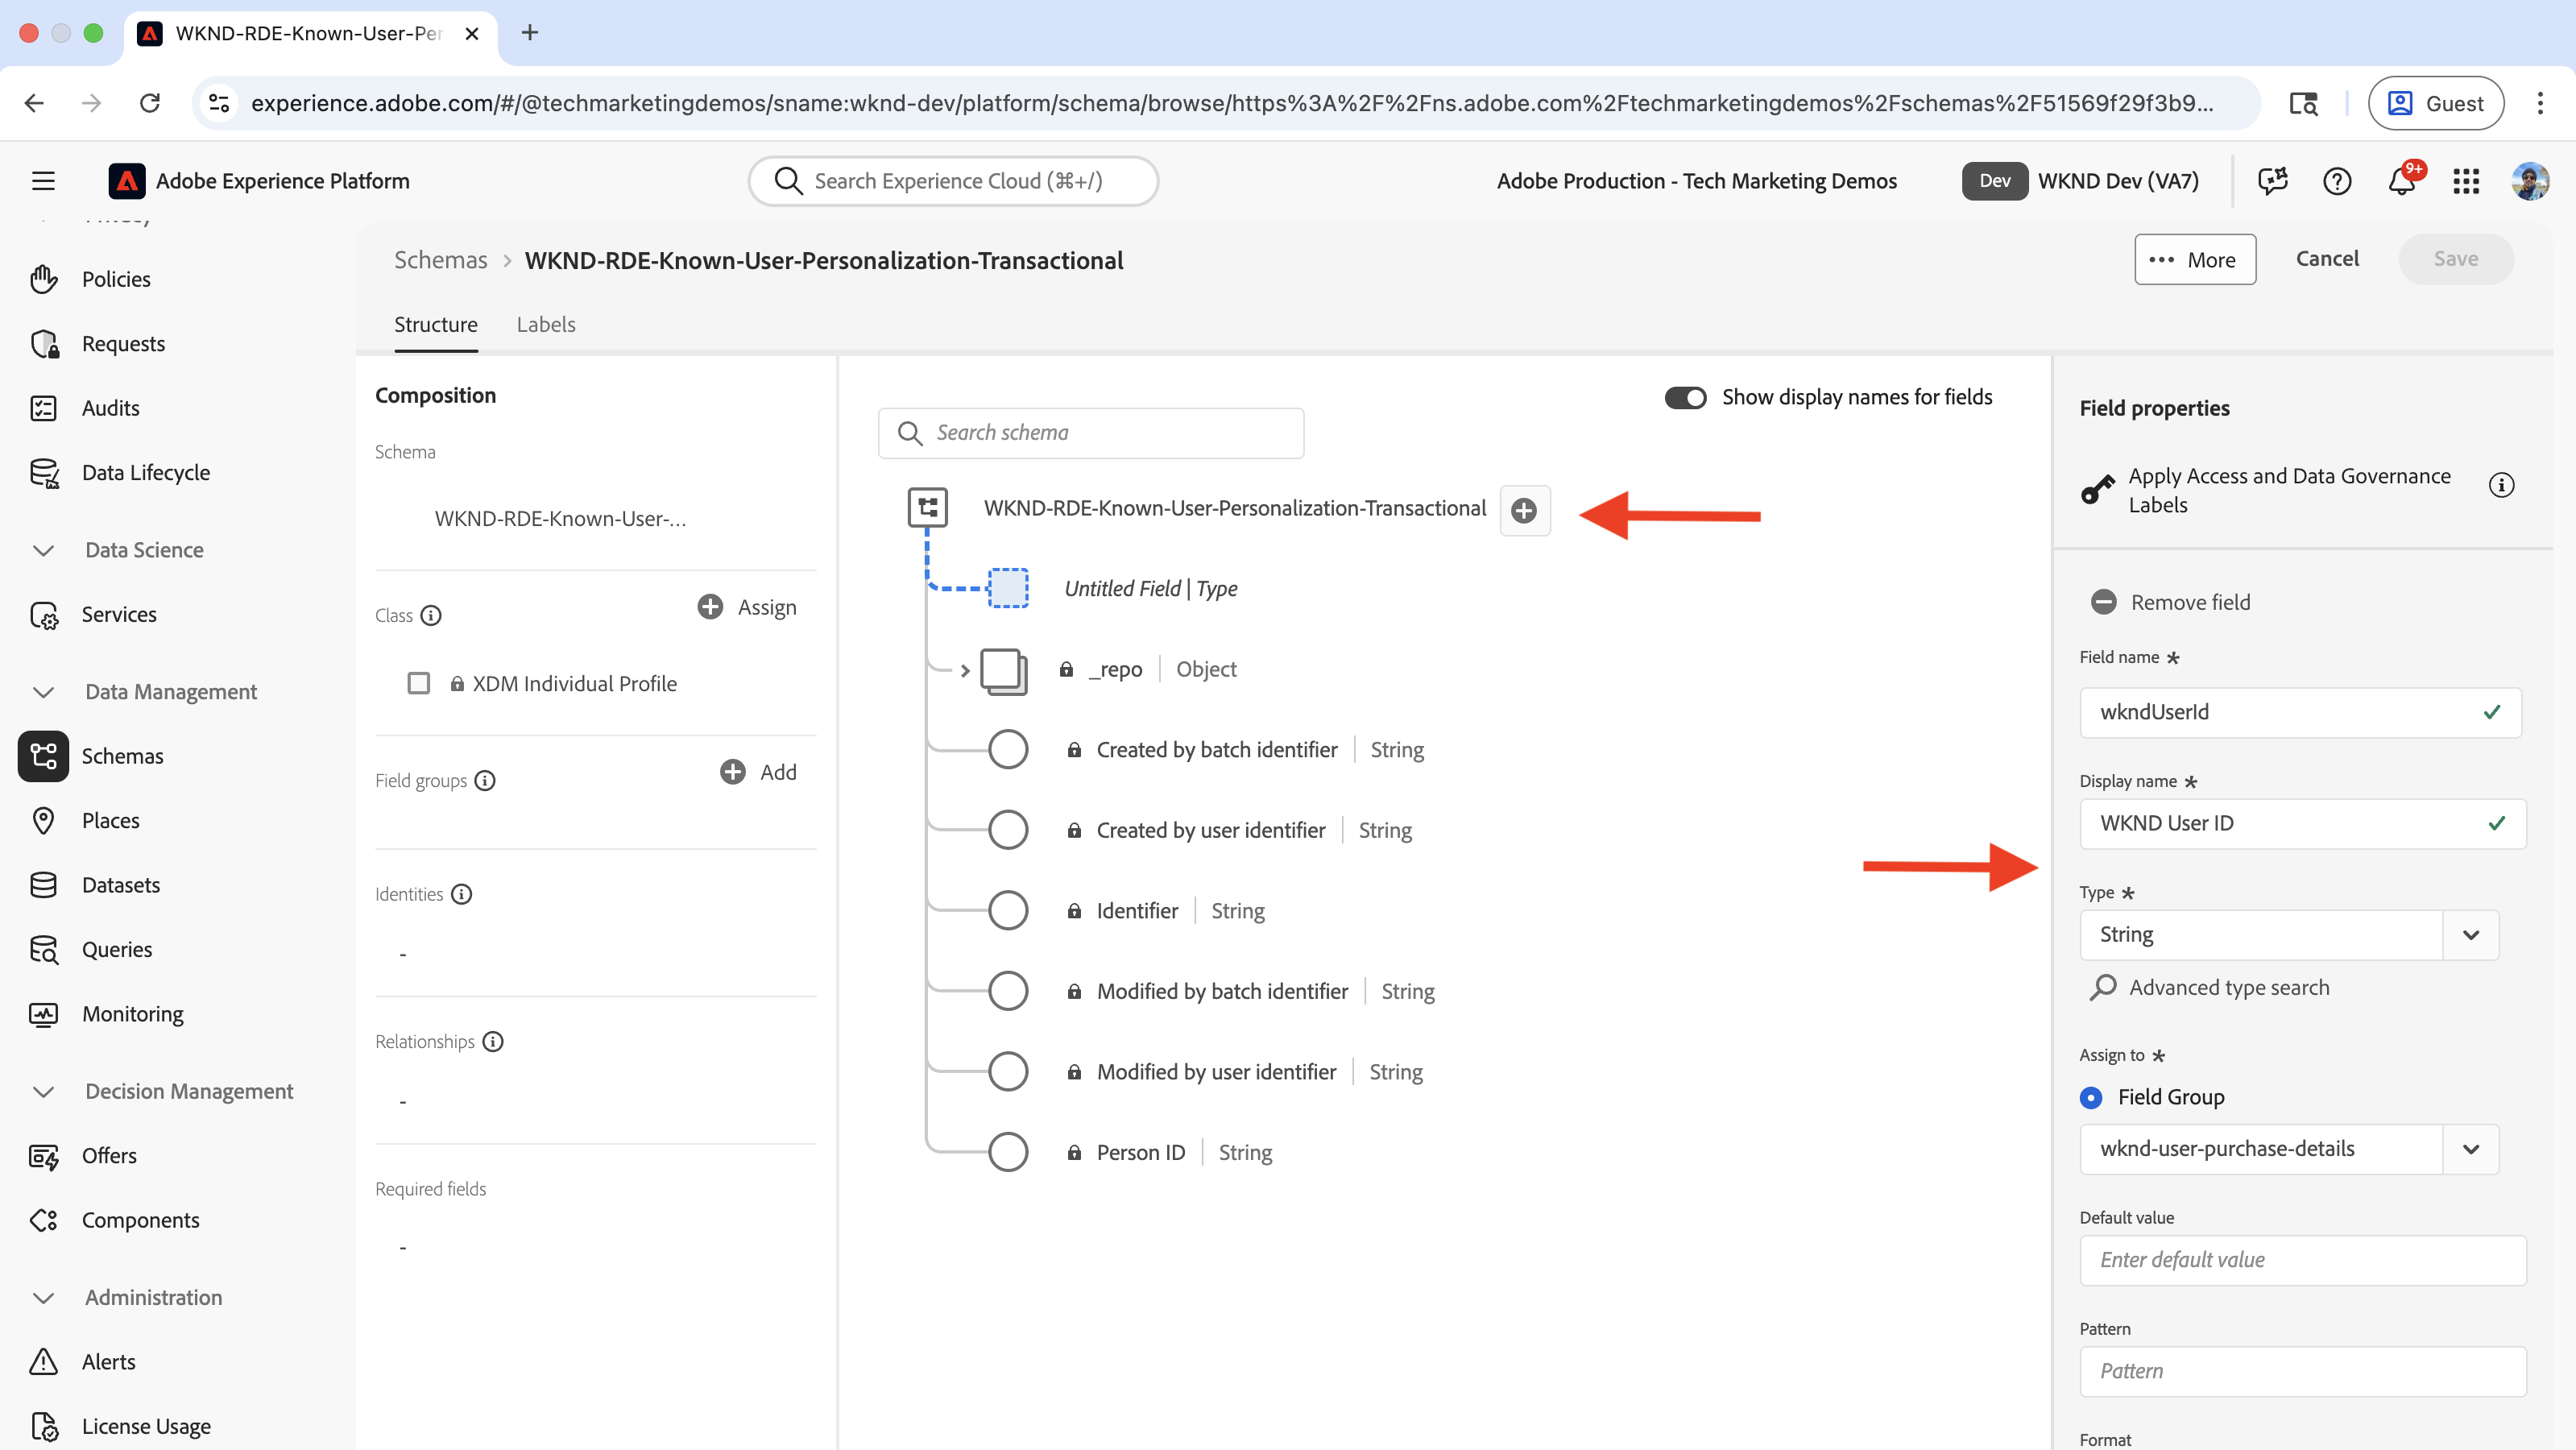 WKND-RDE-Known-User-Per
experience.adobe.com/#/@techmarketingdemos/sname:wknd-dev/platform/schema/browse/https%3A%2F%2Fns.adobe.com%2Ftechmarketingdemos%2Fschemas%2F51569f29f3b9...
Guest
Adobe Experience Platform
Search Experience Cloud (⌘+/)
Adobe Production - Tech Marketing Demos
Dev
WKND Dev (VA7)
9+
Policies
Requests
Audits
Data Lifecycle
Data Science
Services
Data Management
Schemas
Places
Datasets
Queries
Monitoring
Decision Management
Offers
Components
Administration
Alerts
License Usage
Schemas > WKND-RDE-Known-User-Personalization-Transactional
More
Cancel
Save
Structure
Labels
Composition
Schema
WKND-RDE-Known-User-...
Class
Assign
XDM Individual Profile
Field groups
Add
Identities
-
Relationships
-
Required fields
-
Show display names for fields
Search schema
WKND-RDE-Known-User-Personalization-Transactional
Untitled Field | Type
_repo | Object
Created by batch identifier | String
Created by user identifier | String
Identifier | String
Modified by batch identifier | String
Modified by user identifier | String
Person ID | String
Field properties
Apply Access and Data Governance
Labels
Remove field
Field name *
wkndUserId
Display name *
WKND User ID
Type *
String
Advanced type search
Assign to *
Field Group
wknd-user-purchase-details
Default value
Enter default value
Pattern
Pattern
Format